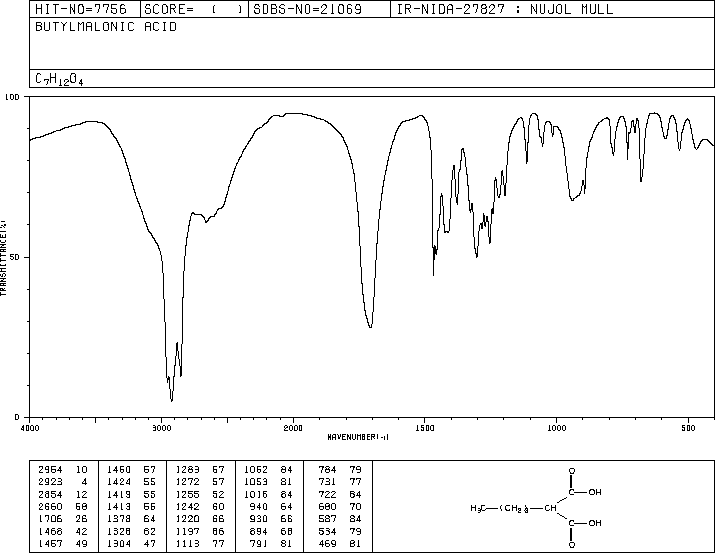 HIT-NO=7756 SCORE= ( ) SDBS-NO=21069 IR-NIDA-27827 : NUJOL MULL
BUTYLMALONIC ACID
C7H12O4
100
50
0
TRANSMITTANCE(%)
4000 3000 2000 1500 1000 500
WAVENUMBER(-1)
2954 10 1460 57 1283 57 1062 84 784 79
2923 4 1424 55 1272 57 1053 81 731 77
2854 12 1419 55 1255 52 1016 84 722 84
2660 60 1413 55 1242 60 940 64 680 70
1706 26 1378 64 1220 66 930 66 587 84
1466 42 1328 62 1197 66 894 68 534 79
1457 49 1304 47 1113 77 791 81 469 81
O
C—OH
H3C—(CH2)3—CH
C—OH
O